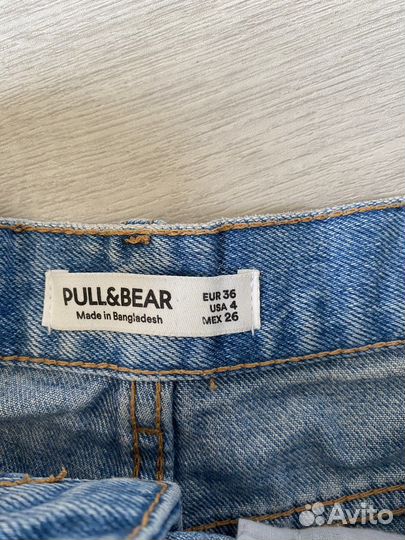 PULL&BEAR
Made in Bangladesh
EUR 36
USA 4
MEX 26
Avito